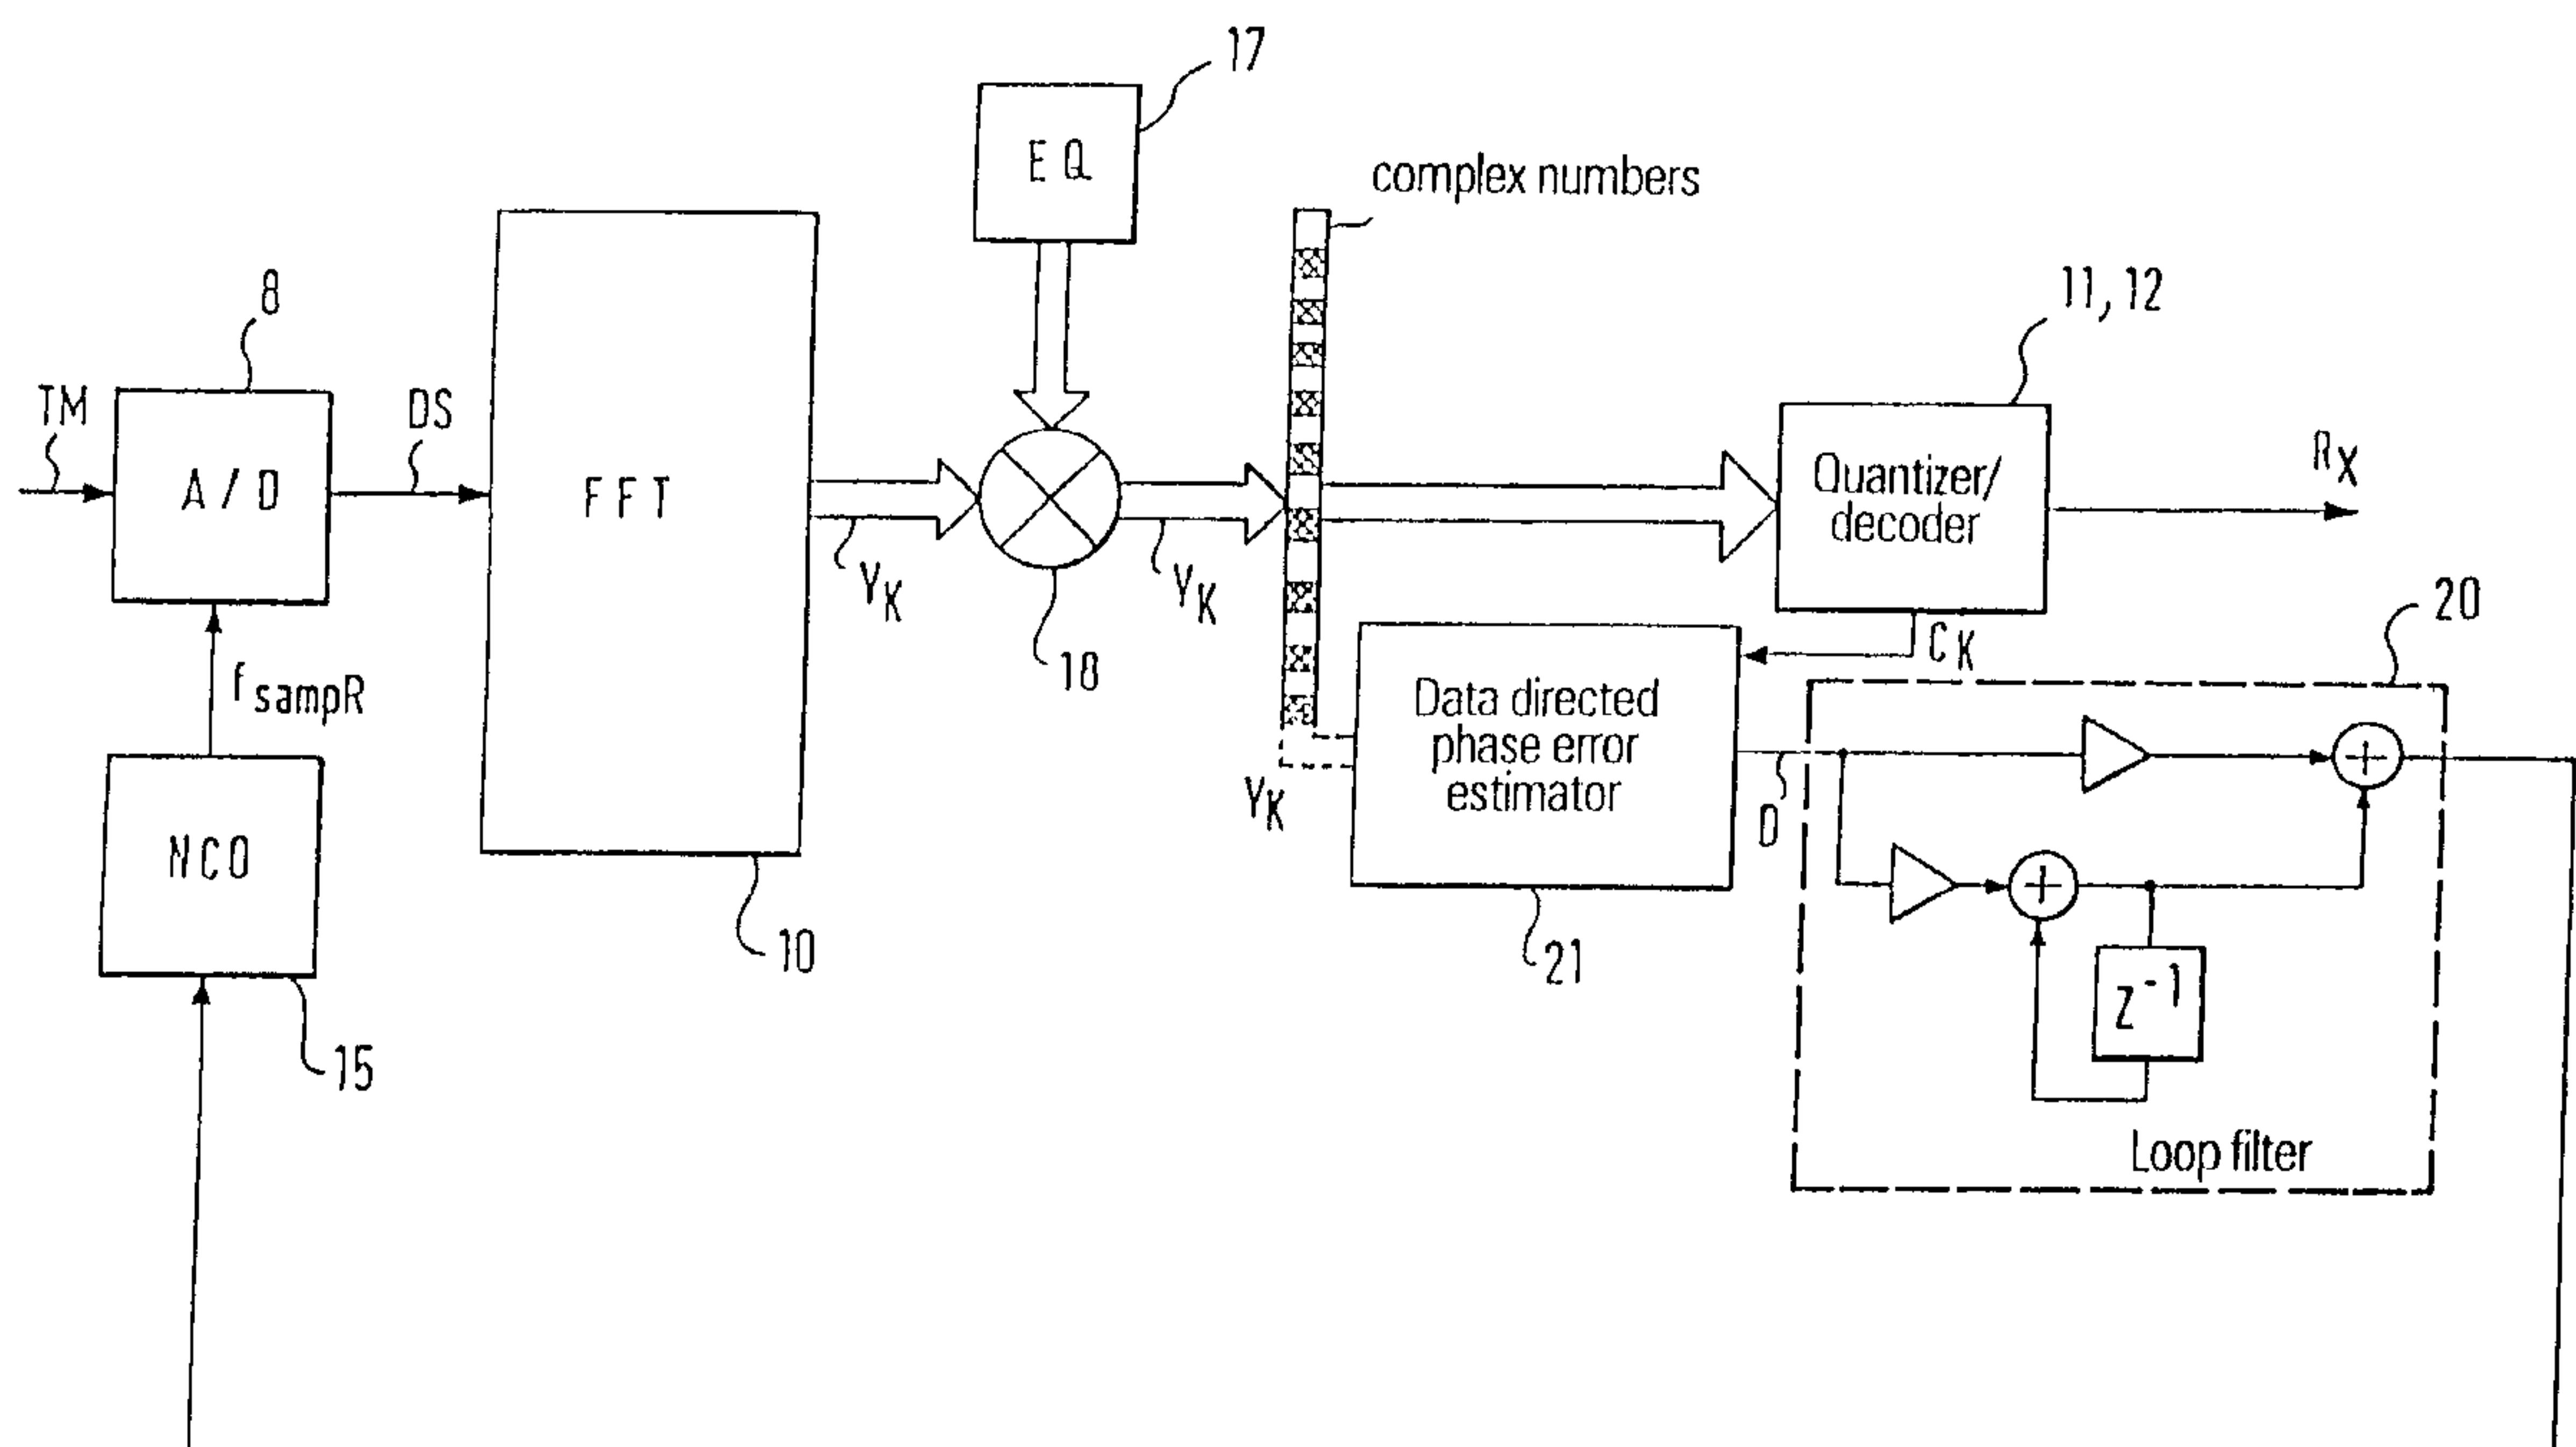 17
EQ
complex numbers
8
11, 12
TM
A/D
DS
FFT
Quantizer/
decoder
RX
YK
YK
20
18
CK
fsampR
Data directed
phase error
estimator
NCO
YK
D
10
21
Z-1
15
Loop filter